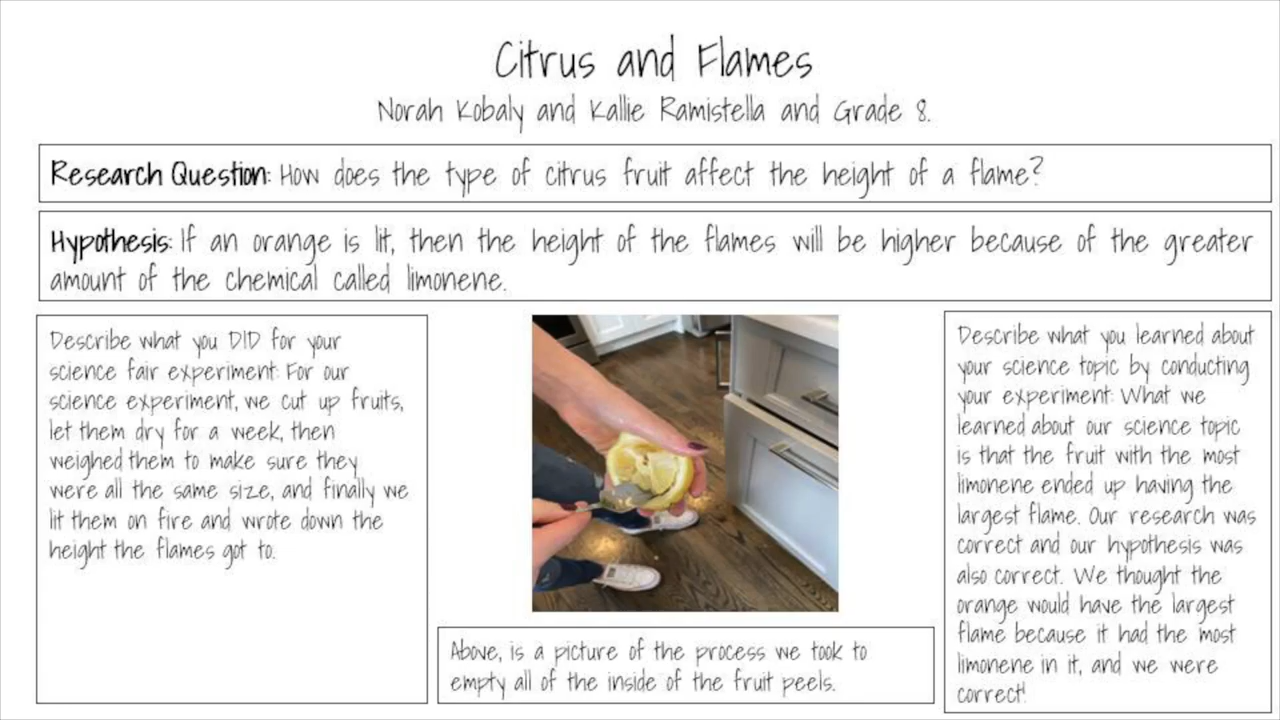 Citrus and Flames
Norah Kobaly and Kallie Ramistella and Grade 8.
Research Question: How does the type of citrus fruit affect the height of a flame?
Hypothesis: If an orange is lit, then the height of the flames will be higher because of the greater
amount of the chemical called limonene.
Describe what you DID for your
science fair experiment: For our
science experiment, we cut up fruits,
let them dry for a week, then
weighed them to make sure they
were all the same size, and finally we
lit them on fire and wrote down the
height the flames got to.
Above, is a picture of the process we took to
empty all of the inside of the fruit peels.
Describe what you learned about
your science topic by conducting
your experiment: What we
learned about our science topic
is that the fruit with the most
limonene ended up having the
largest flame. Our research was
correct and our hypothesis was
also correct. We thought the
orange would have the largest
flame because it had the most
limonene in it, and we were
correct!